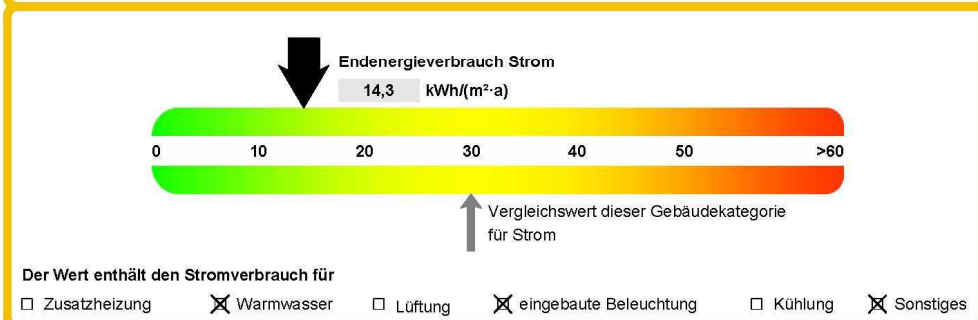 Endenergieverbrauch Strom
14,3 kWh/(m²·a)
0 10 20 30 40 50 >60
Vergleichswert dieser Gebäudekategorie
für Strom
Der Wert enthält den Stromverbrauch für
☐ Zusatzheizung ☒ Warmwasser ☐ Lüftung ☒ eingebaute Beleuchtung ☐ Kühlung ☒ Sonstiges